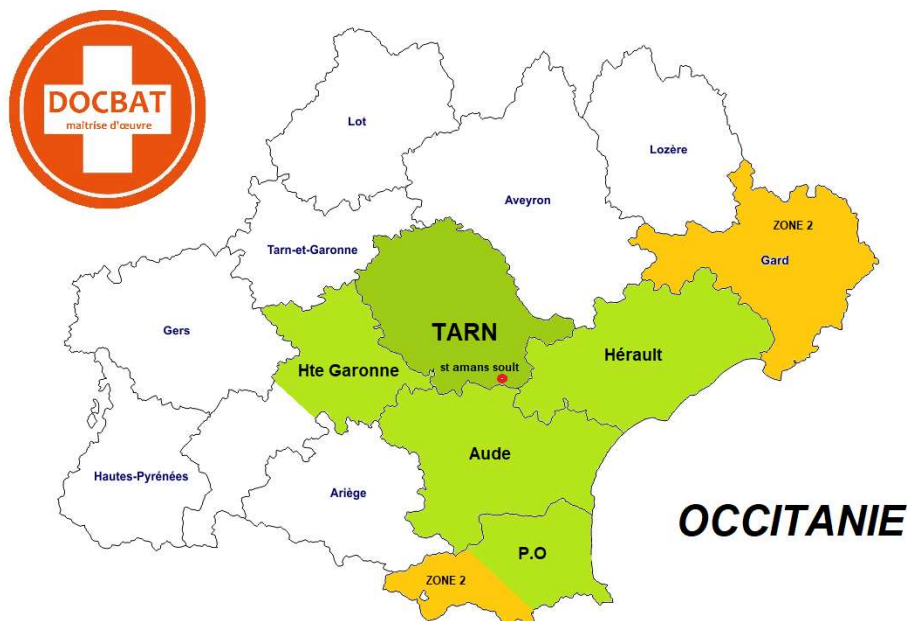 DOCBAT
maîtrise d'œuvre
Lot
Lozère
Aveyron
ZONE 2
Gard
Tarn-et-Garonne
Gers
TARN
Hérault
Hte Garonne
st amans soult
Aude
Hautes-Pyrénées
Ariège
OCCITANIE
P.O
ZONE 2